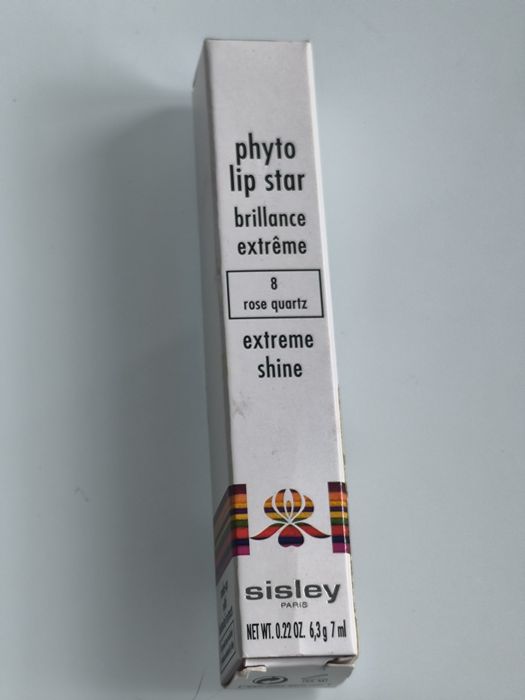 phyto
lip star
brillance
extrême
8
rose quartz
extreme
shine
sisley
PARIS
NET WT. 0.22 OZ. 6,3 g 7 ml